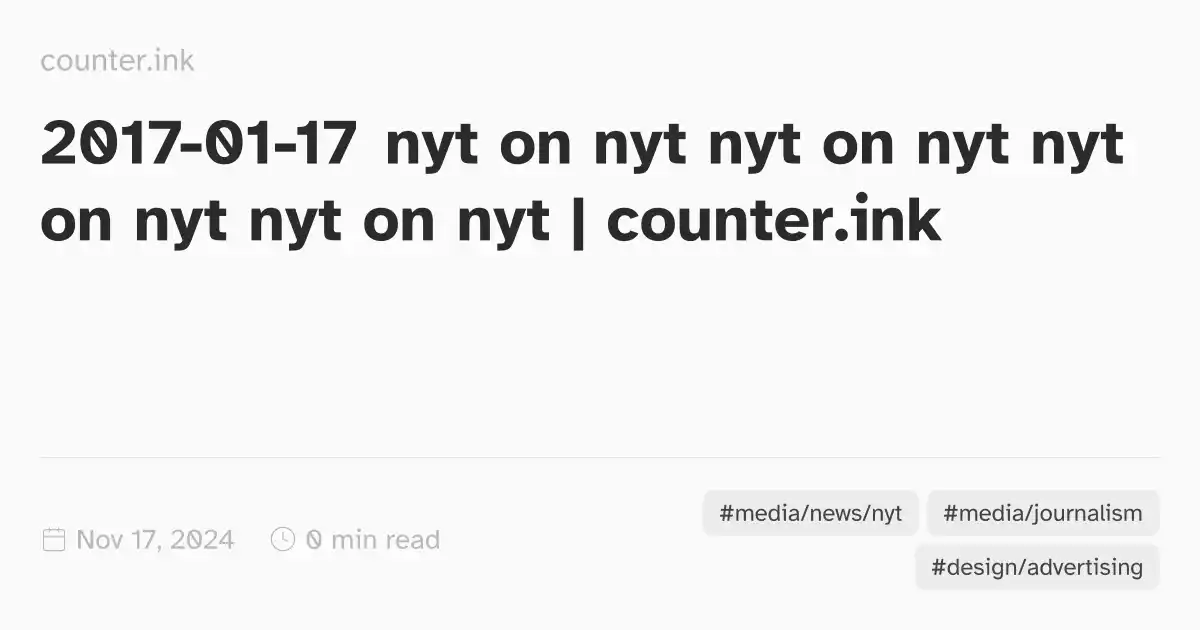 counter.ink
2017-01-17 nyt on nyt nyt on nyt nyt
on nyt nyt on nyt | counter.ink
Nov 17, 2024 0 min read
#media/news/nyt #media/journalism
#design/advertising